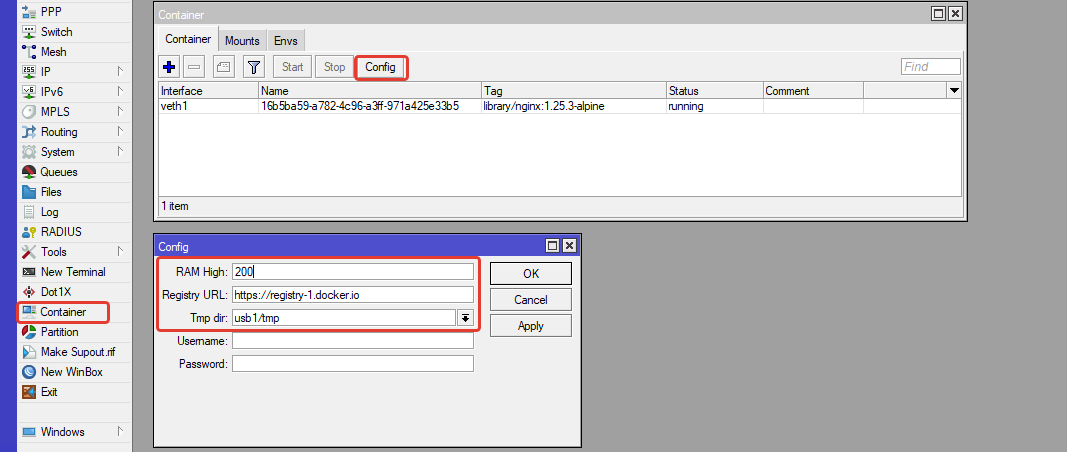 PPP
Switch
Mesh
IP
IPv6
MPLS
Routing
System
Queues
Files
Log
RADIUS
Tools
New Terminal
Dot1X
Container
Partition
Make Supout.rif
New WinBox
Exit
Windows
Container
Container Mounts Envs
Start Stop Config Find
Interface Name Tag Status Comment
veth1 16b5ba59-a782-4c96-a3ff-971a425e33b5 library/nginx:1.25.3-alpine running
1 item
Config
RAM High: 200 OK
Registry URL: https://registry-1.docker.io Cancel
Tmp dir: usb1/tmp Apply
Username:
Password: